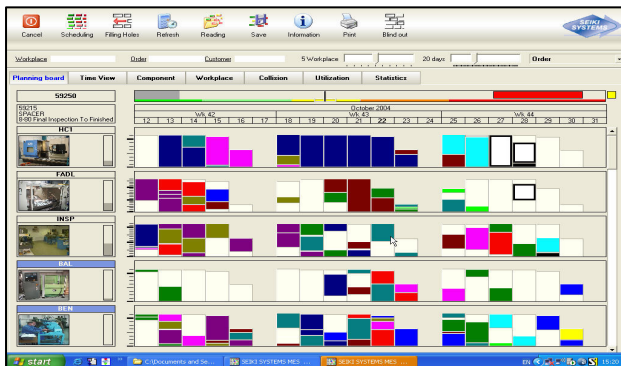 Cancel Scheduling Filling Holes Refresh Reading Save Information Print Blind out
SEIKI SYSTEMS
Workplace Order Customer 5 Workplace 20 days Order
Planning board Time View Component Workplace Collision Utilization Statistics
59250
59215
SPACER
8-80 Final Inspection To Finished
October 2004
Wk 42 Wk 43 Wk 44
12 13 14 15 16 17 18 19 20 21 22 23 24 25 26 27 28 29 30 31
HC1
FADL
INSP
BAL
BEN
start C:\Documents and Se... SEIKI SYSTEMS MES ... SEIKI SYSTEMS MES ... EN 15:20